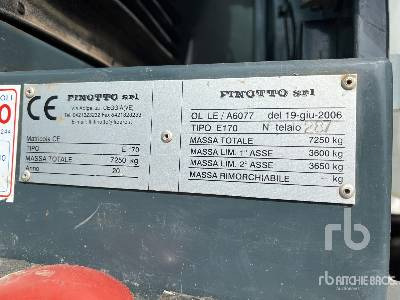 CE
PINOTTO srl
Matricola CE
TIPO E 170
MASSA TOTALE 7250 kg
Anno 20
PINOTTO srl
OL LE / A6077 del 19-giu-2006
TIPO E170 N telaio
MASSA TOTALE 7250 kg
MASSA LIM. 1° ASSE 3600 kg
MASSA LIM. 2° ASSE 3650 kg
MASSA RIMORCHIABILE - kg
rb
rb RITCHIE BROS